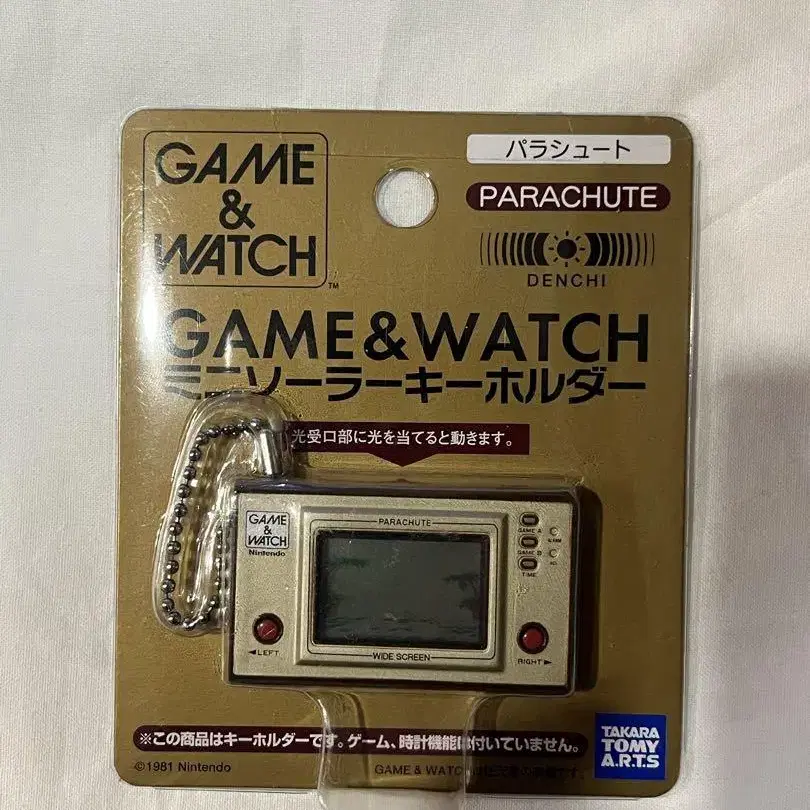 GAME
&
WATCH
TM
パラシュート
PARACHUTE
DENCHI
GAME&WATCH
ミニソーラーキーホルダー
光受口部に光を当てると動きます。
GAME
&
WATCH
Nintendo
PARACHUTE
GAME A
GAME B
TIME
◀LEFT
WIDE SCREEN
RIGHT▶
※この商品はキーホルダーです。ゲーム、時計機能は付いていません。
©1981 Nintendo
GAME & WATCH
TAKARA
TOMY
A.R.T.S